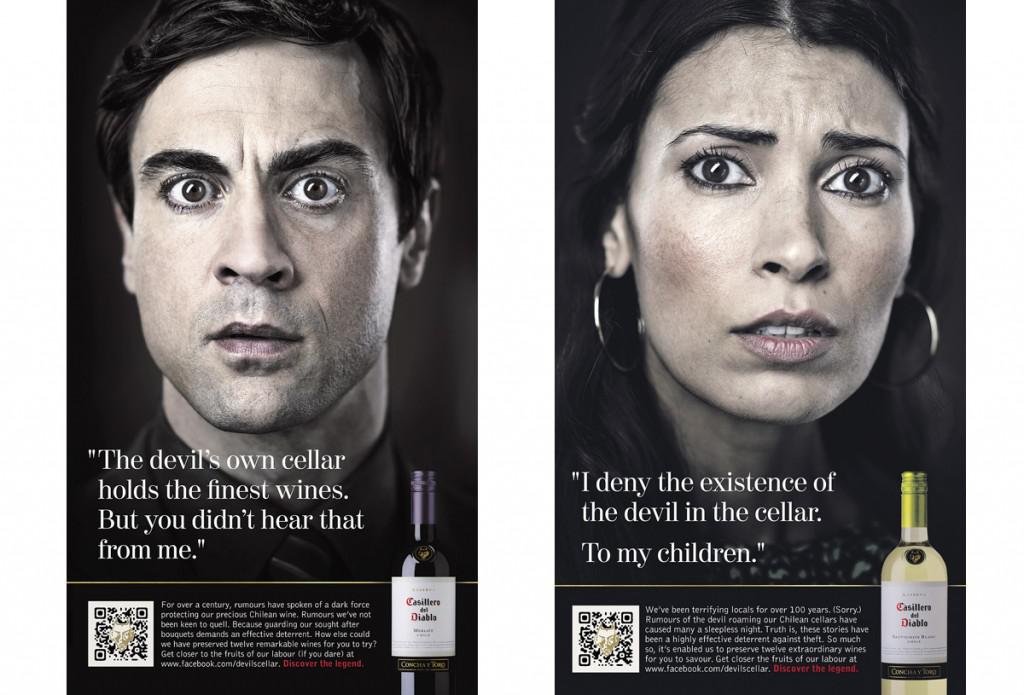 "The devil's own cellar
holds the finest wines.
But you didn't hear that
from me."
For over a century, rumours have spoken of a dark force
protecting our precious Chilean wine. Rumours we've not
been keen to quell. Because guarding our sought after
bouquets demands an effective deterrent. How else could
we have preserved twelve remarkable wines for you to try?
Get closer to the fruits of our labour (if you dare) at
www.facebook.com/devilscellar. Discover the legend.
Casillero
del
Diablo
MERLOT
CONCHA Y TORO
"I deny the existence of
the devil in the cellar.
To my children."
We've been terrifying locals for over 100 years. (Sorry.)
Rumours of the devil roaming our Chilean cellars have
caused many a sleepless night. Truth is, these stories have
been a highly effective deterrent against theft. So much
so, it's enabled us to preserve twelve extraordinary wines
for you to savour. Get closer the fruits of our labour at
www.facebook.com/devilscellar. Discover the legend.
Casillero
del
Diablo
SAUVIGNON BLANC
CONCHA Y TORO